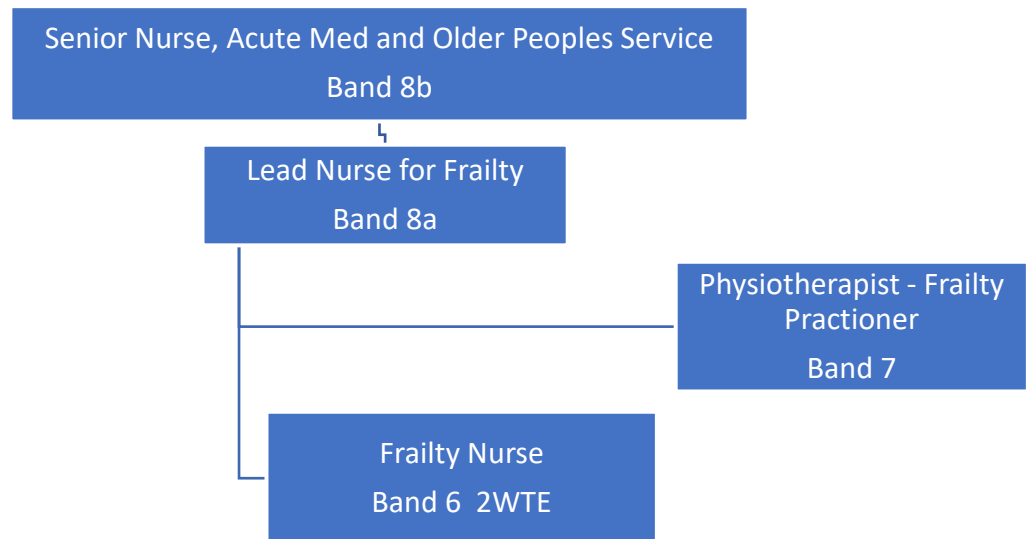 Senior Nurse, Acute Med and Older Peoples Service
Band 8b
Lead Nurse for Frailty
Band 8a
Physiotherapist - Frailty
Practioner
Band 7
Frailty Nurse
Band 6  2WTE